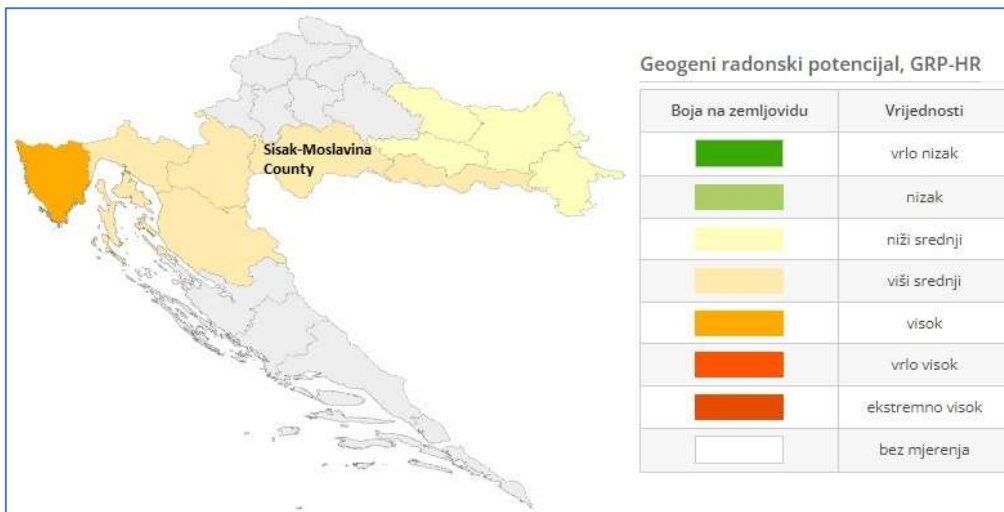 Sisak-Moslavina
County
Geogeni radonski potencijal, GRP-HR
Boja na zemljovidu Vrijednosti
vrlo nizak
nizak
niži srednji
viši srednji
visok
vrlo visok
ekstremno visok
bez mjerenja